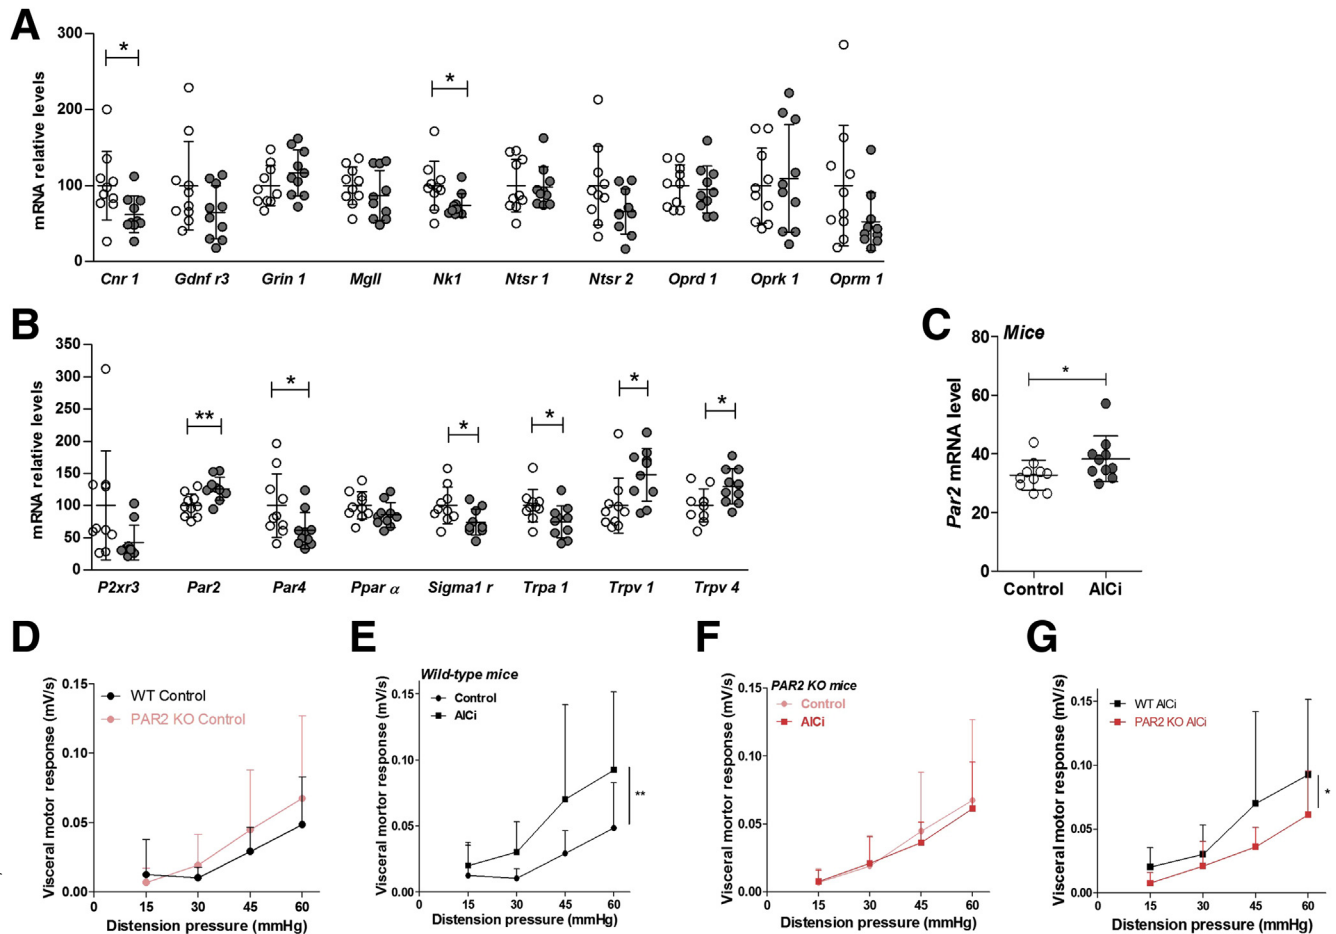 A
300
200
100
0
mRNA relative levels
*
*
Cnr 1 Gdnf r3 Grin 1 Mgll Nk1 Ntsr 1 Ntsr 2 Oprd 1 Oprk 1 Oprm 1
B
350
300
250
200
150
100
50
0
mRNA relative levels
**
*
*
*
*
*
P2xr3 Par2 Par4 Ppar α Sigma1 r Trpa 1 Trpv 1 Trpv 4
C
Mice
80
60
40
20
0
Par2 mRNA level
*
Control AlCi
D
WT Control
PAR2 KO Control
0.15
0.10
0.05
0.00
Visceral motor response (mV/s)
0 15 30 45 60
Distension pressure (mmHg)
E
Wild-type mice
Control
AlCi
0.15
0.10
0.05
0.00
Visceral mortor response (mV/s)
**
0 15 30 45 60
Distension pressure (mmHg)
F
PAR2 KO mice
Control
AlCi
0.15
0.10
0.05
0.00
Visceral mortor response (mV/s)
0 15 30 45 60
Distension pressure (mmHg)
G
WT AlCi
PAR2 KO AlCi
0.15
0.10
0.05
0.00
Visceral motor response (mV/s)
*
0 15 30 45 60
Distension pressure (mmHg)